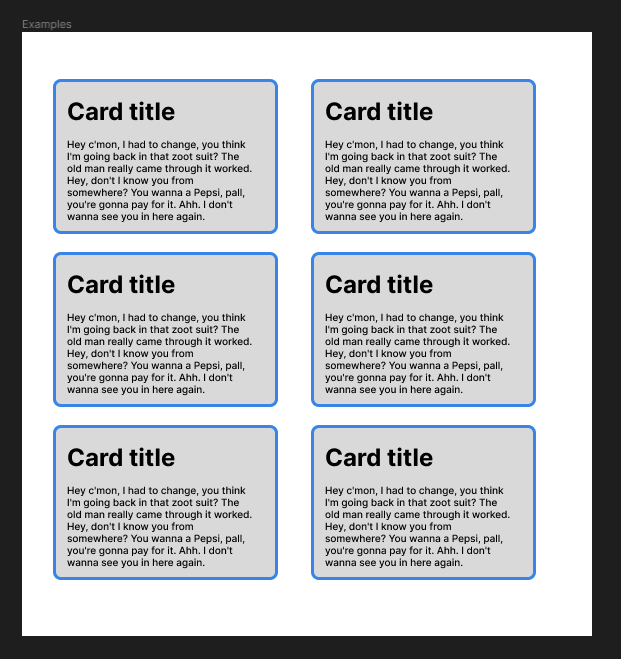 Examples
Card title
Hey c'mon, I had to change, you think
I'm going back in that zoot suit? The
old man really came through it worked.
Hey, don't I know you from
somewhere? You wanna a Pepsi, pall,
you're gonna pay for it. Ahh. I don't
wanna see you in here again.
Card title
Hey c'mon, I had to change, you think
I'm going back in that zoot suit? The
old man really came through it worked.
Hey, don't I know you from
somewhere? You wanna a Pepsi, pall,
you're gonna pay for it. Ahh. I don't
wanna see you in here again.
Card title
Hey c'mon, I had to change, you think
I'm going back in that zoot suit? The
old man really came through it worked.
Hey, don't I know you from
somewhere? You wanna a Pepsi, pall,
you're gonna pay for it. Ahh. I don't
wanna see you in here again.
Card title
Hey c'mon, I had to change, you think
I'm going back in that zoot suit? The
old man really came through it worked.
Hey, don't I know you from
somewhere? You wanna a Pepsi, pall,
you're gonna pay for it. Ahh. I don't
wanna see you in here again.
Card title
Hey c'mon, I had to change, you think
I'm going back in that zoot suit? The
old man really came through it worked.
Hey, don't I know you from
somewhere? You wanna a Pepsi, pall,
you're gonna pay for it. Ahh. I don't
wanna see you in here again.
Card title
Hey c'mon, I had to change, you think
I'm going back in that zoot suit? The
old man really came through it worked.
Hey, don't I know you from
somewhere? You wanna a Pepsi, pall,
you're gonna pay for it. Ahh. I don't
wanna see you in here again.